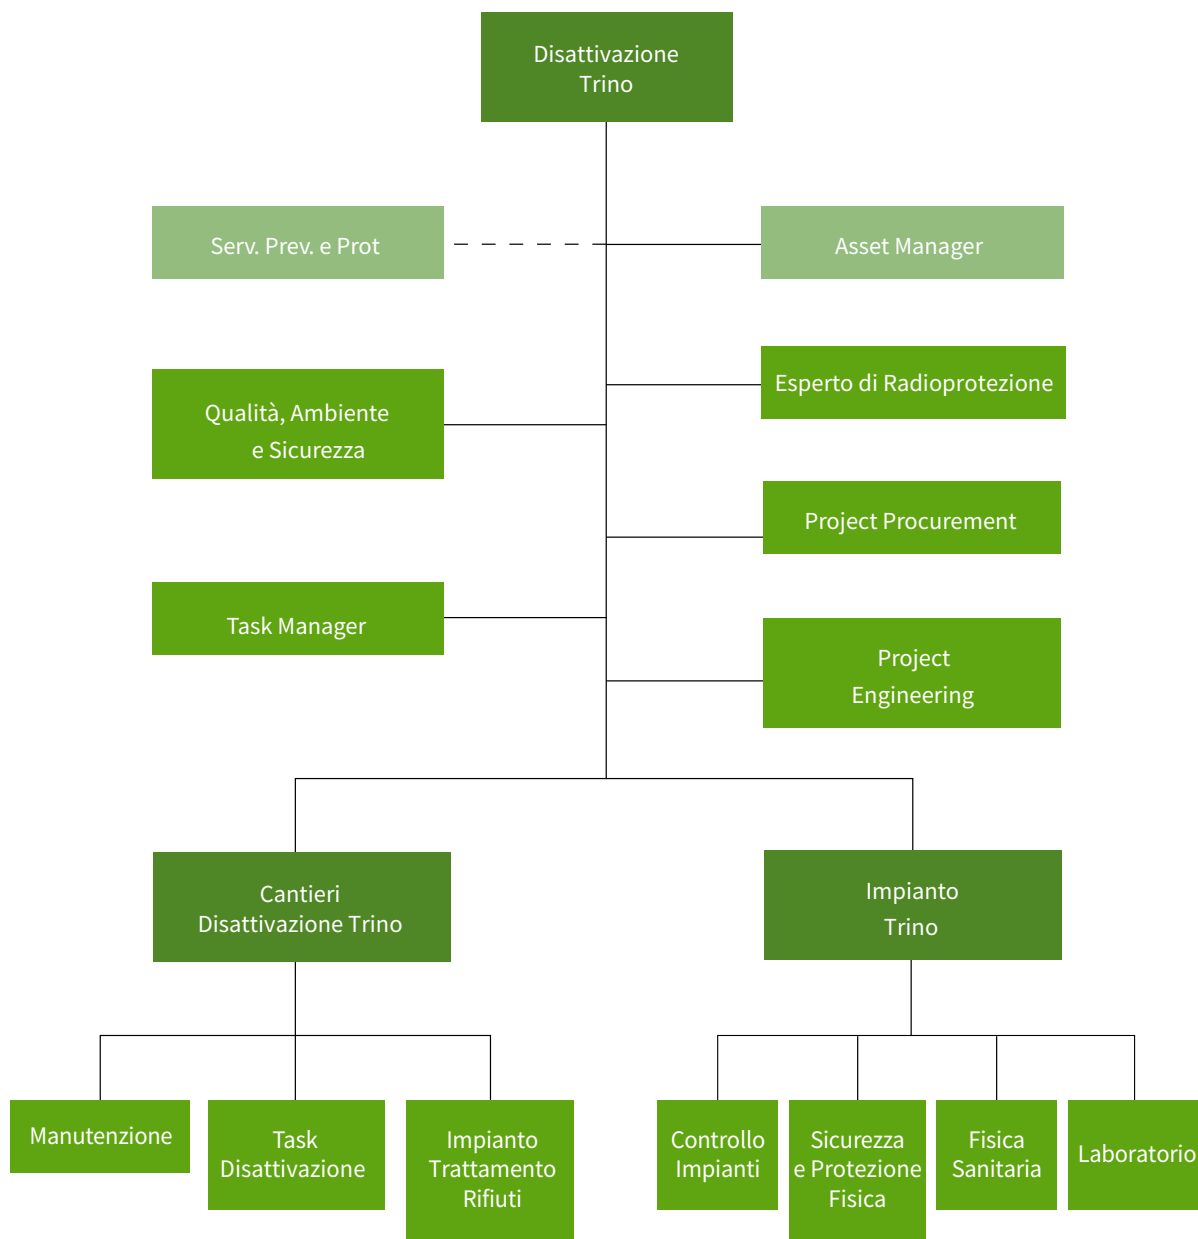 Disattivazione
Trino
Serv. Prev. e Prot
Asset Manager
Esperto di Radioprotezione
Qualità, Ambiente
e Sicurezza
Project Procurement
Task Manager
Project
Engineering
Cantieri
Disattivazione Trino
Impianto
Trino
Manutenzione
Task
Disattivazione
Impianto
Trattamento
Rifiuti
Controllo
Impianti
Sicurezza
e Protezione
Fisica
Fisica
Sanitaria
Laboratorio